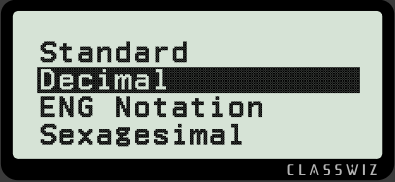 Standard
Decimal
ENG Notation
Sexagesimal
CLASSWIZ